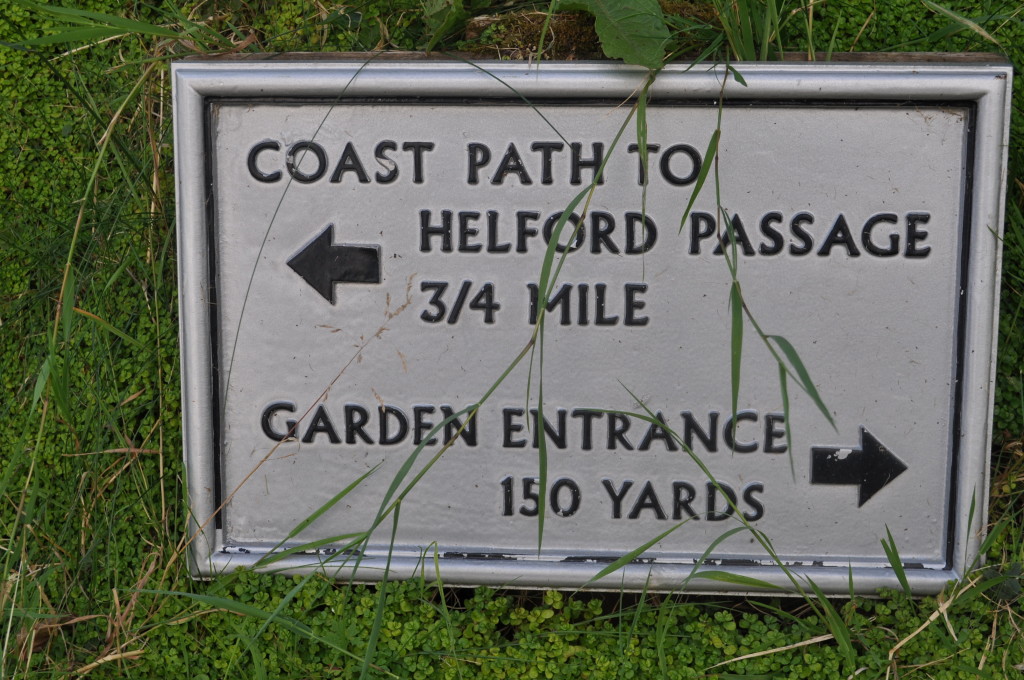 COAST PATH TO
HELFORD PASSAGE
3/4 MILE
GARDEN ENTRANCE
150 YARDS